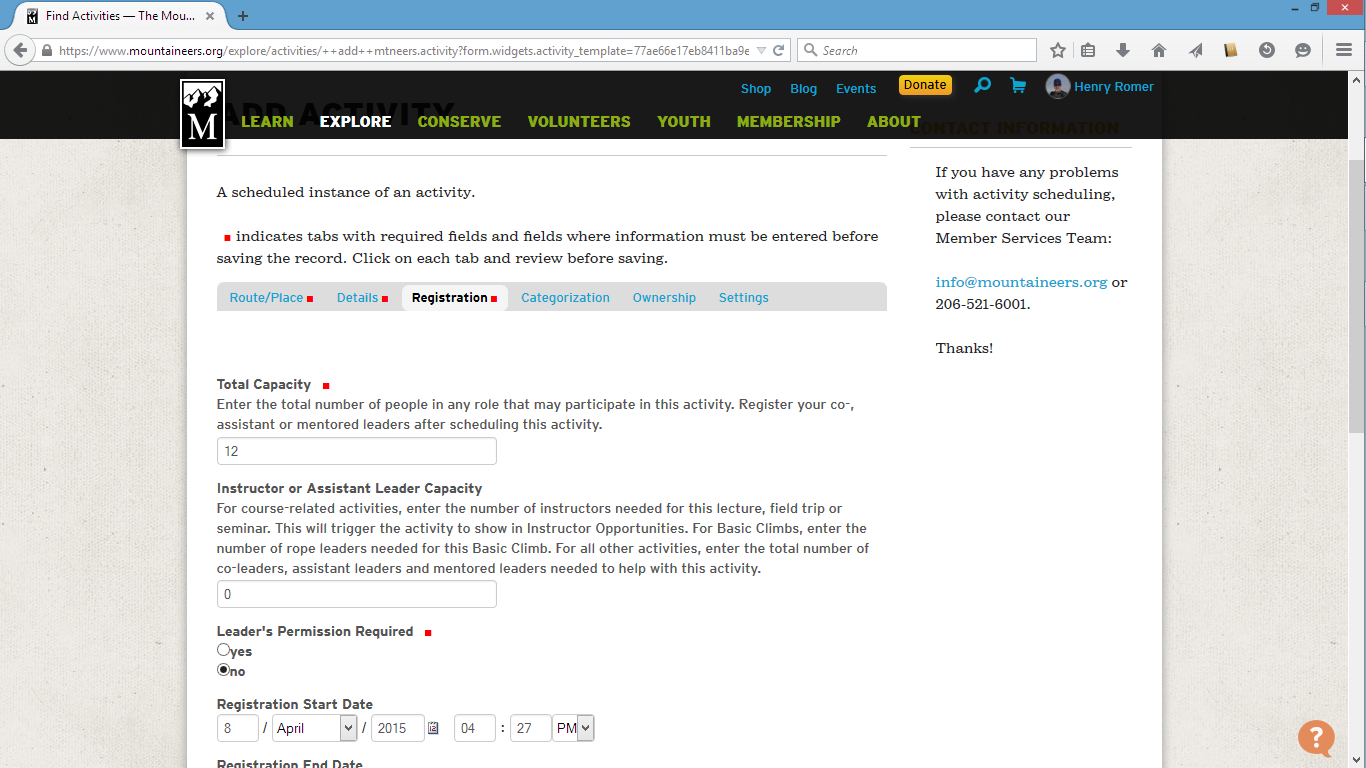 Find Activities — The Mou...
https://www.mountaineers.org/explore/activities/++add++mtneers.activity?form.widgets.activity_template=77ae66e17eb8411ba9e
Search
Shop Blog Events Donate Henry Romer
ADD ACTIVITY
M
LEARN EXPLORE CONSERVE VOLUNTEERS YOUTH MEMBERSHIP ABOUT
CONTACT INFORMATION
A scheduled instance of an activity.
indicates tabs with required fields and fields where information must be entered before
saving the record. Click on each tab and review before saving.
Route/Place Details Registration Categorization Ownership Settings
Total Capacity
Enter the total number of people in any role that may participate in this activity. Register your co-,
assistant or mentored leaders after scheduling this activity.
12
Instructor or Assistant Leader Capacity
For course-related activities, enter the number of instructors needed for this lecture, field trip or
seminar. This will trigger the activity to show in Instructor Opportunities. For Basic Climbs, enter the
number of rope leaders needed for this Basic Climb. For all other activities, enter the total number of
co-leaders, assistant leaders and mentored leaders needed to help with this activity.
0
Leader's Permission Required
yes
no
Registration Start Date
8 / April / 2015 04 : 27 PM
Registration End Date
If you have any problems
with activity scheduling,
please contact our
Member Services Team:
info@mountaineers.org or
206-521-6001.
Thanks!
?